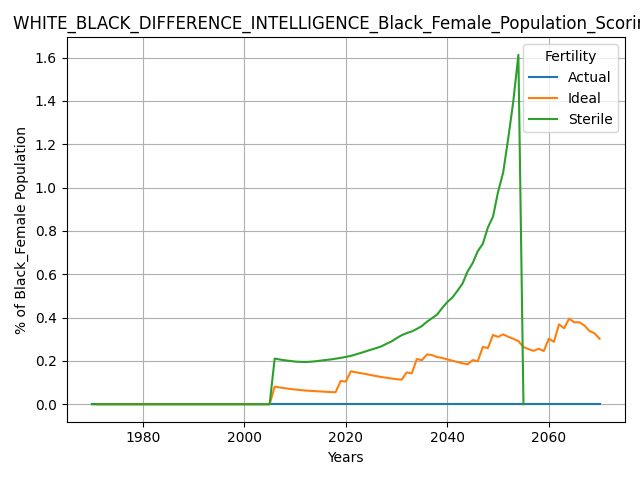 WHITE_BLACK_DIFFERENCE_INTELLIGENCE_Black_Female_Population_Scori
Fertility
Actual
Ideal
Sterile
% of Black_Female Population
1.6
1.4
1.2
1.0
0.8
0.6
0.4
0.2
0.0
1980 2000 2020 2040 2060
Years